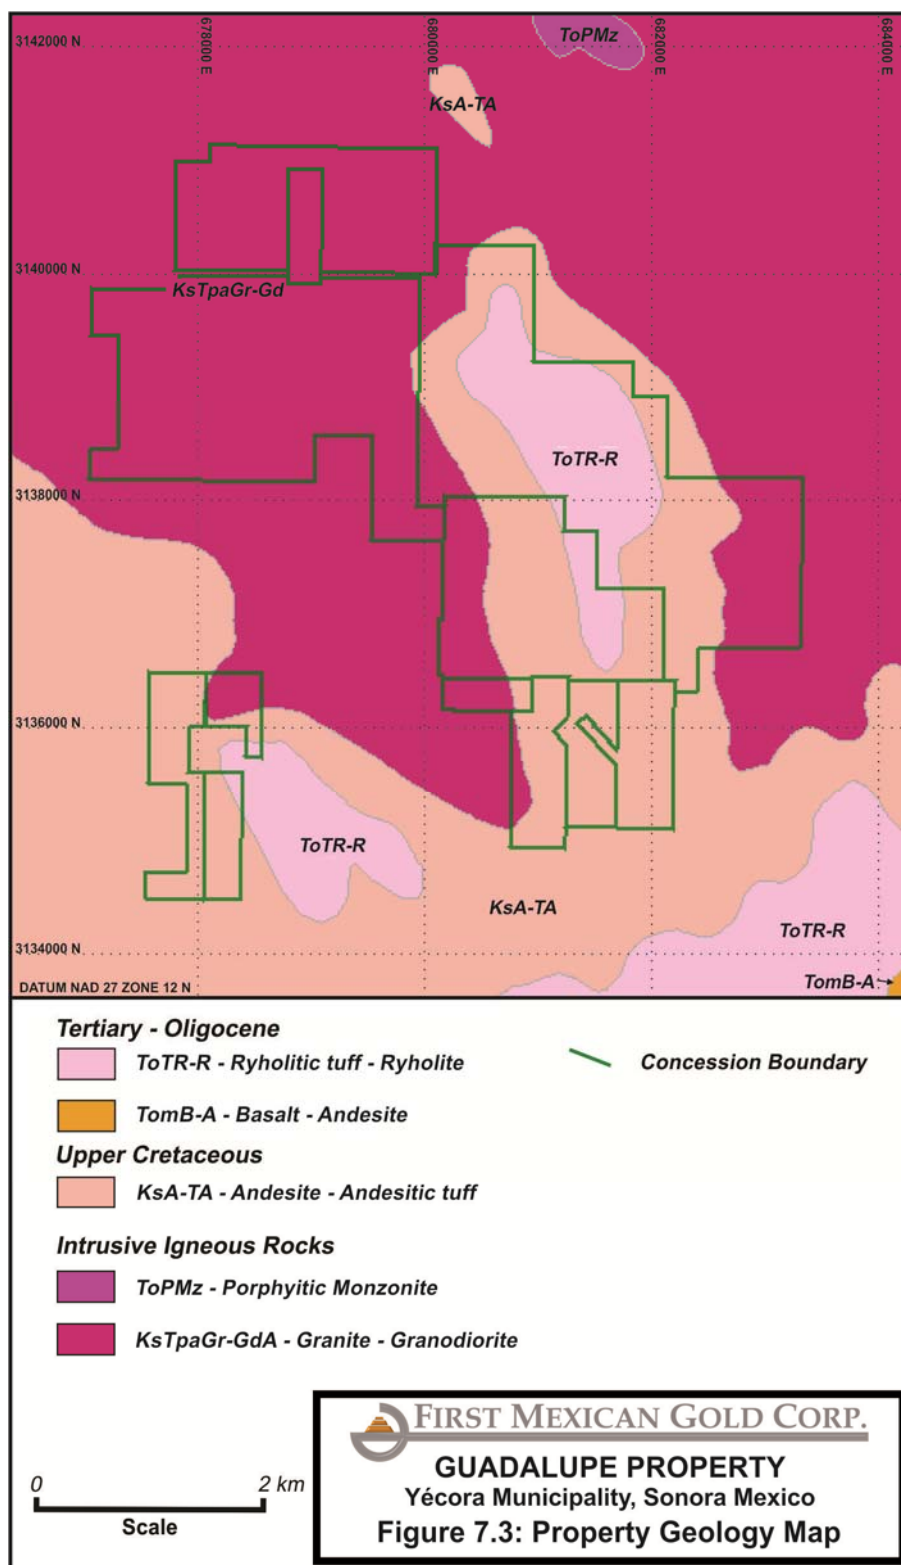 678000 E
680000 E
682000 E
684000 E
3142000 N
ToPMz
KsA-TA
3140000 N
KsTpaGr-Gd
ToTR-R
3138000 N
3136000 N
ToTR-R
KsA-TA
ToTR-R
3134000 N
TomB-A
DATUM NAD 27 ZONE 12 N
Tertiary - Oligocene
ToTR-R - Ryholitic tuff - Ryholite
Concession Boundary
TomB-A - Basalt - Andesite
Upper Cretaceous
KsA-TA - Andesite - Andesitic tuff
Intrusive Igneous Rocks
ToPMz - Porphyitic Monzonite
KsTpaGr-GdA - Granite - Granodiorite
FIRST MEXICAN GOLD CORP.
GUADALUPE PROPERTY
Yécora Municipality, Sonora Mexico
Figure 7.3: Property Geology Map
0 2 km
Scale